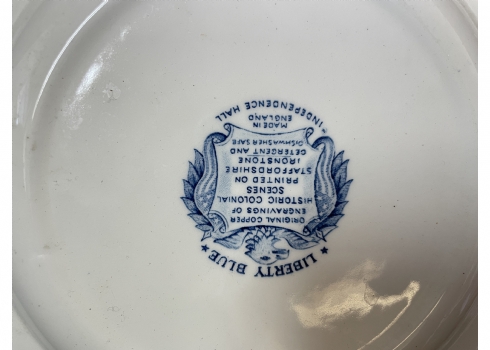 ★ LIBERTY BLUE ★
ORIGINAL COPPER
ENGRAVINGS OF
HISTORIC COLONIAL
SCENES
PRINTED ON
STAFFORDSHIRE
IRONSTONE
DETERGENT AND
DISHWASHER SAFE
MADE IN
ENGLAND
"INDEPENDENCE HALL"